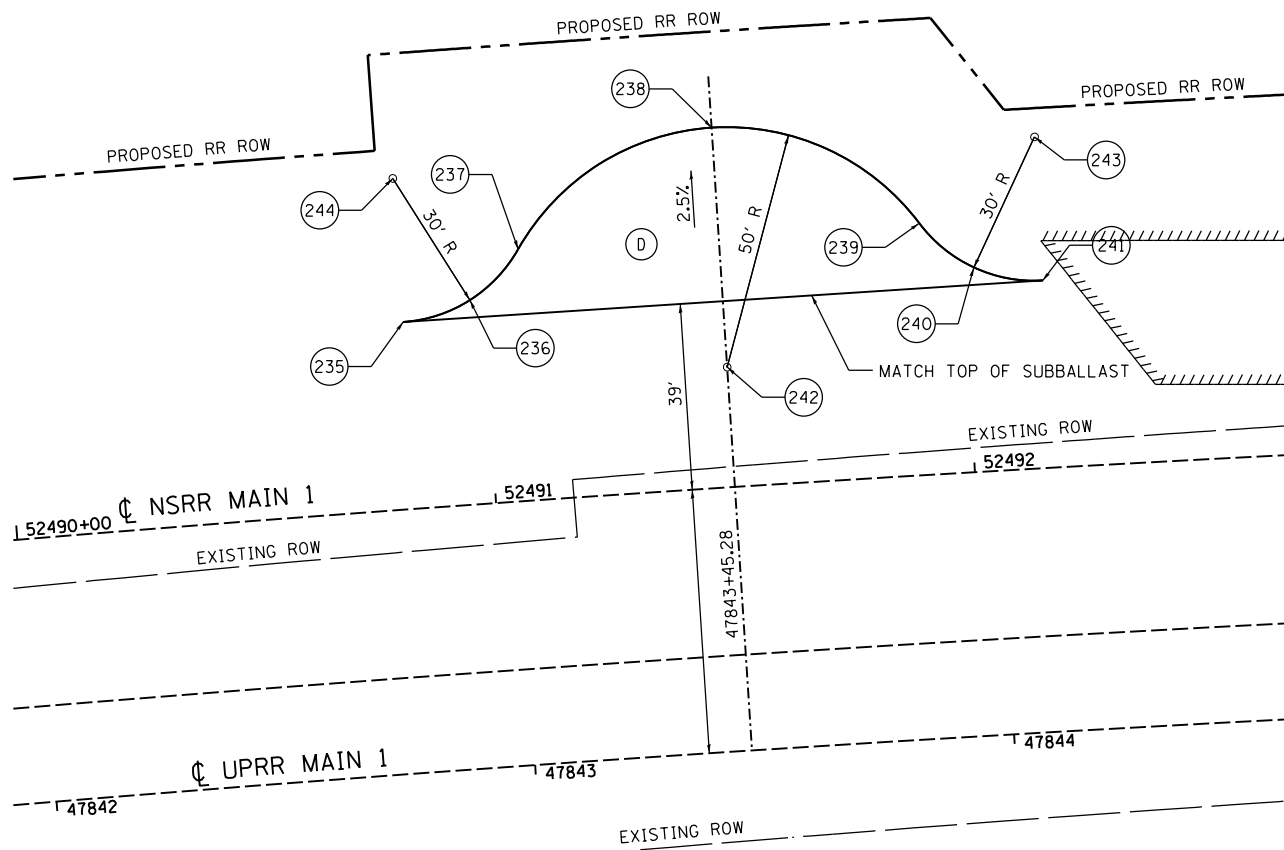 PROPOSED RR ROW
PROPOSED RR ROW
PROPOSED RR ROW
238
243
237
244
30' R
30' R
2.5%
50' R
D
239
241
240
235
236
MATCH TOP OF SUBBALLAST
39'
242
EXISTING ROW
52492
52491
℄ NSRR MAIN 1
52490+00
EXISTING ROW
47843+45.28
47844
℄ UPRR MAIN 1
47843
47842
EXISTING ROW